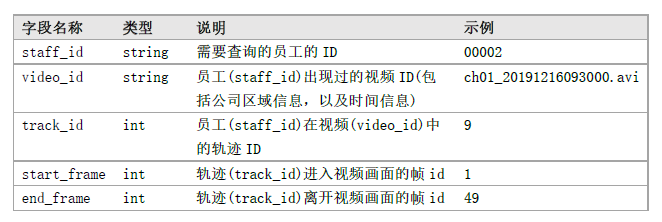 字段名称 类型 说明 示例
staff_id string 需要查询的员工的 ID 00002
video_id string 员工(staff_id)出现过的视频 ID(包 ch01_20191216093000.avi
括公司区域信息，以及时间信息)
track_id int 员工(staff_id)在视频(video_id)中 9
的轨迹 ID
start_frame int 轨迹(track_id)进入视频画面的帧 id 1
end_frame int 轨迹(track_id)离开视频画面的帧 id 49